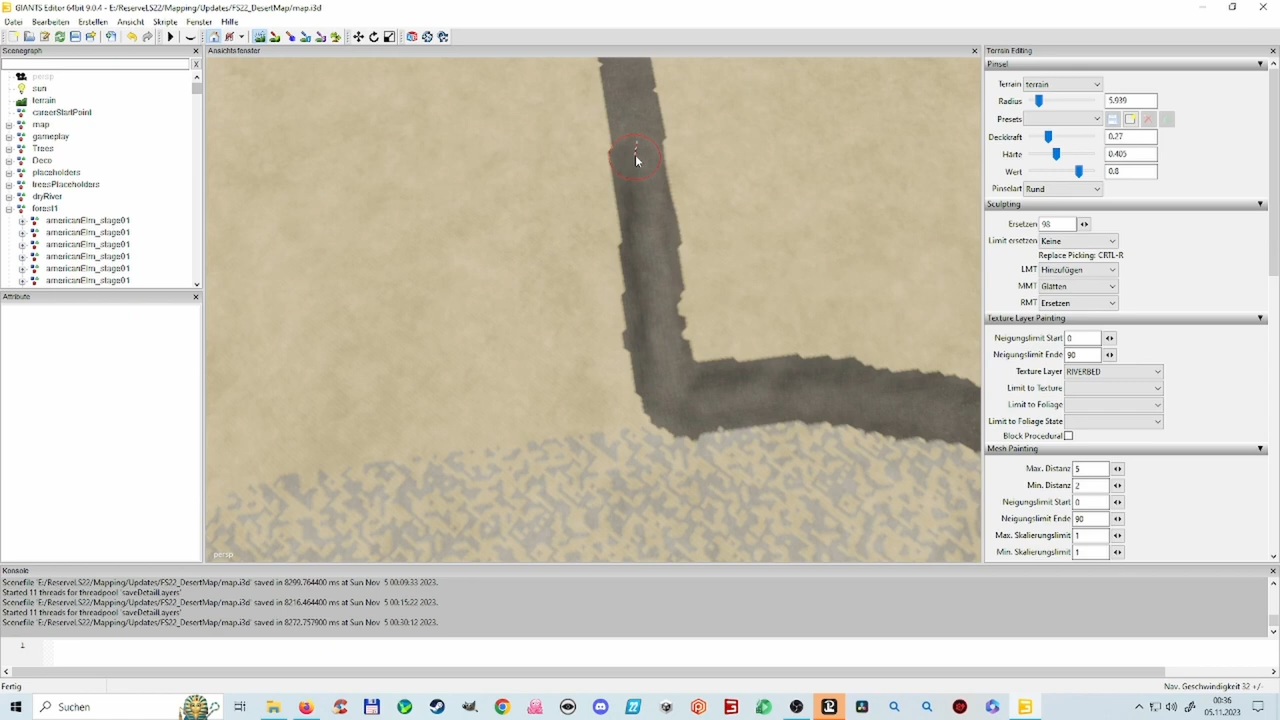 GIANTS Editor 64bit 9.0.4 - E:/ReserveLS22/Mapping/Updates/FS22_DesertMap/map.i3d
Datei Bearbeiten Erstellen Ansicht Skripte Fenster Hilfe
Scenegraph
persp
sun
terrain
careerStartPoint
map
gameplay
Trees
Deco
placeholders
treesPlaceholders
dryRiver
forest1
americanElm_stage01
americanElm_stage01
americanElm_stage01
americanElm_stage01
americanElm_stage01
americanElm_stage01
Attribute
Ansichtsfenster
persp
Terrain Editing
Pinsel
Terrain terrain
Radius 5.939
Presets
Deckkraft 0.27
Härte 0.405
Wert 0.8
Pinselart Rund
Sculpting
Ersetzen 98
Limit ersetzen Keine
Replace Picking: CRTL-R
LMT Hinzufügen
MMT Glätten
RMT Ersetzen
Texture Layer Painting
Neigungslimit Start 0
Neigungslimit Ende 90
Texture Layer RIVERBED
Limit to Texture
Limit to Foliage
Limit to Foliage State
Block Procedural
Mesh Painting
Max. Distanz 5
Min. Distanz 2
Neigungslimit Start 0
Neigungslimit Ende 90
Max. Skalierungslimit 1
Min. Skalierungslimit 1
Konsole
Scenefile 'E:/ReserveLS22/Mapping/Updates/FS22_DesertMap/map.i3d' saved in 8299.764400 ms at Sun Nov 5 00:09:33 2023.
Started 11 threads for threadpool 'saveDetailLayers'
Scenefile 'E:/ReserveLS22/Mapping/Updates/FS22_DesertMap/map.i3d' saved in 8216.464400 ms at Sun Nov 5 00:15:22 2023.
Started 11 threads for threadpool 'saveDetailLayers'
Scenefile 'E:/ReserveLS22/Mapping/Updates/FS22_DesertMap/map.i3d' saved in 8272.757900 ms at Sun Nov 5 00:30:12 2023.
1
Fertig
Nav. Geschwindigkeit 32 +/-
Suchen
00:36
05.11.2023